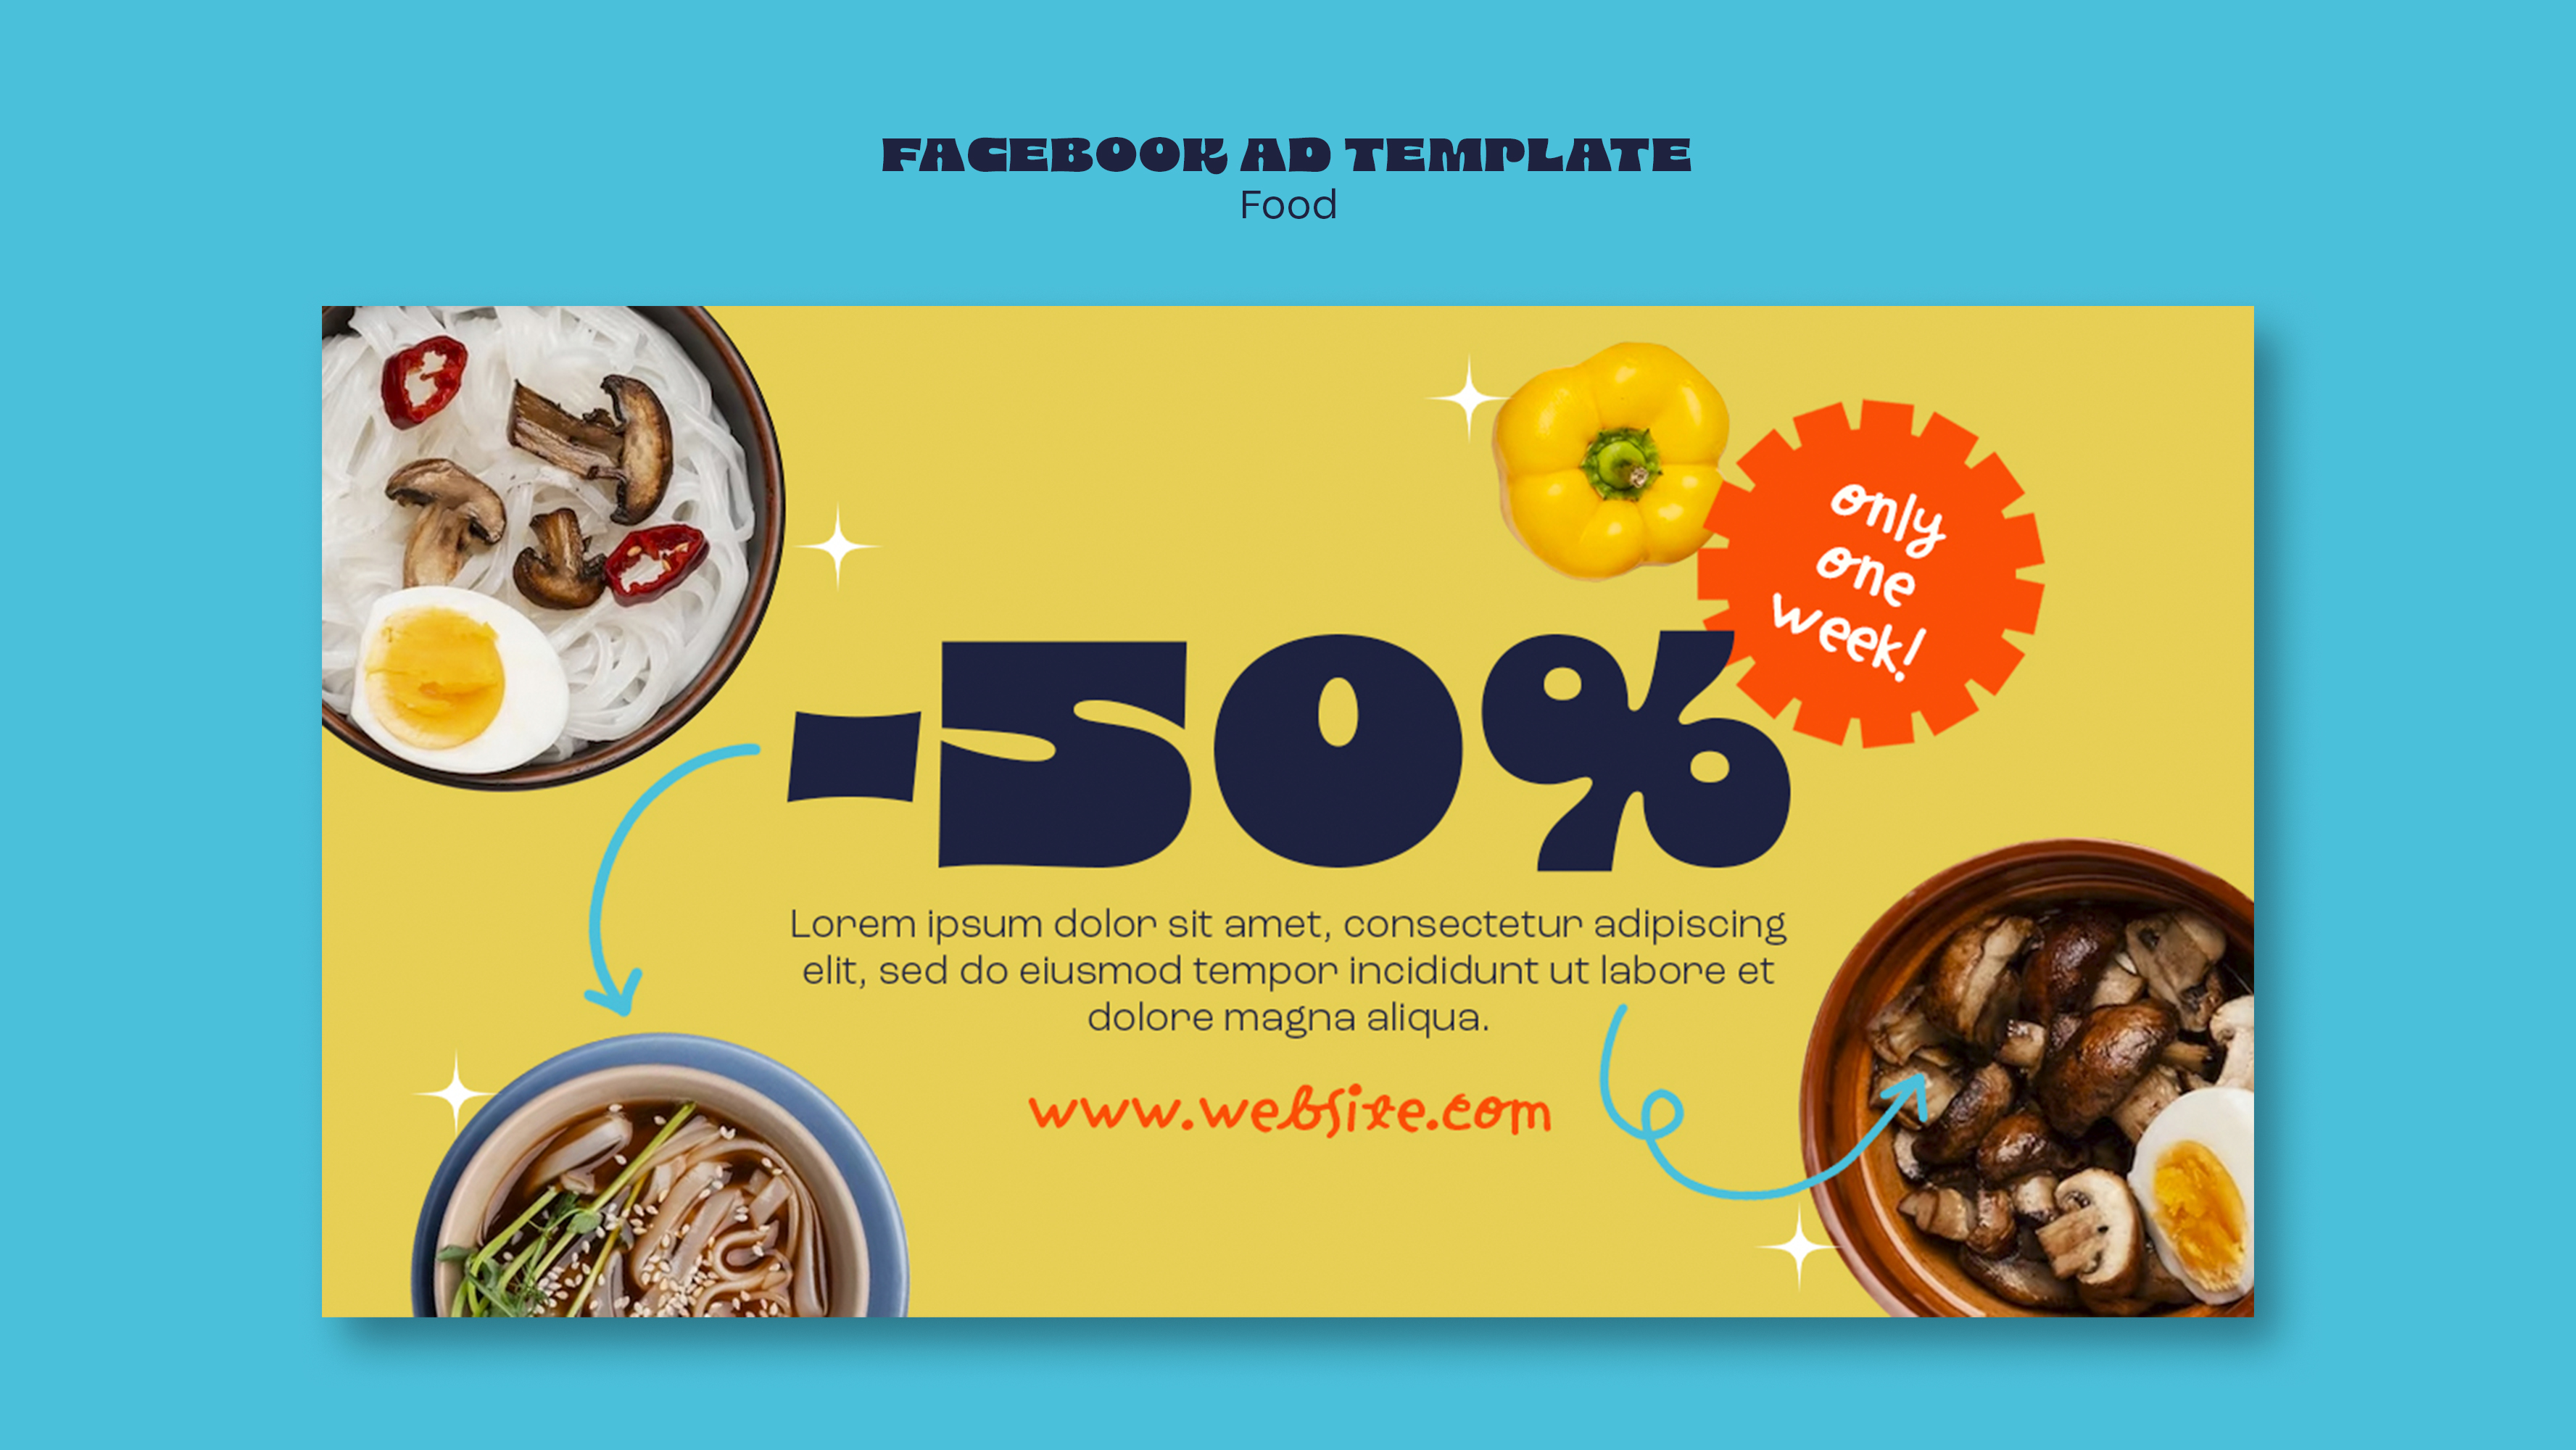 FACEBOOK AD TEMPLATE
Food
only
one
week!
-50%
Lorem ipsum dolor sit amet, consectetur adipiscing
elit, sed do eiusmod tempor incididunt ut labore et
dolore magna aliqua.
www.website.com